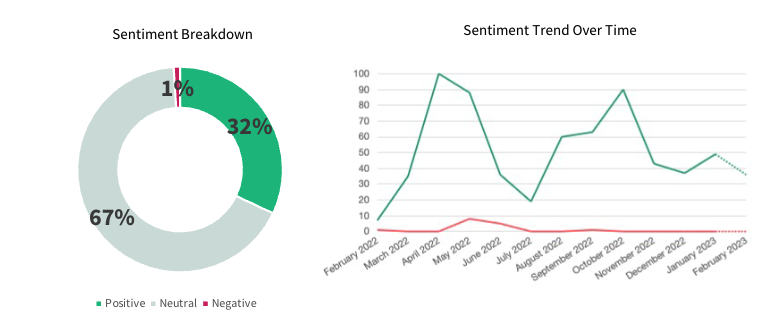 Sentiment Breakdown
1%
32%
67%
Positive Neutral Negative
Sentiment Trend Over Time
100
90
80
70
60
50
40
30
20
10
0
February 2022
March 2022
April 2022
May 2022
June 2022
July 2022
August 2022
September 2022
October 2022
November 2022
December 2022
January 2023
February 2023